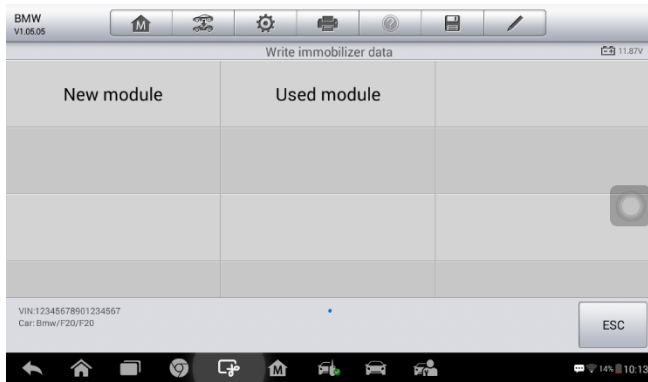 BMW
V1.05.05
Write immobilizer data
11.87V
New module
Used module
VIN:12345678901234567
Car: Bmw/F20/F20
ESC
14% 10:13